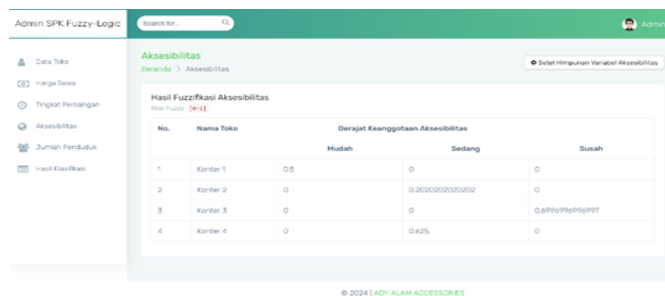 Admin SPK Fuzzy-Logic
Search for...
Admin
Data Toko
Harga Sewa
Tingkat Persaingan
Aksesibilitas
Jumlah Penduduk
Hasil Klasifikasi
Aksesibilitas
Beranda > Aksesibilitas
Setel Himpunan Variabel Aksesibilitas
Hasil Fuzzifikasi Aksesibilitas
Nilai Fuzzy [0-1]
No. Nama Toko Derajat Keanggotaan Aksesibilitas
Mudah Sedang Susah
1 Konter 1 0.5 0 0
2 Konter 2 0 0.2020202020202 0
3 Konter 3 0 0 0.6996996996997
4 Konter 4 0 0.625 0
© 2024 | ADY ALAM ACCESSORIES